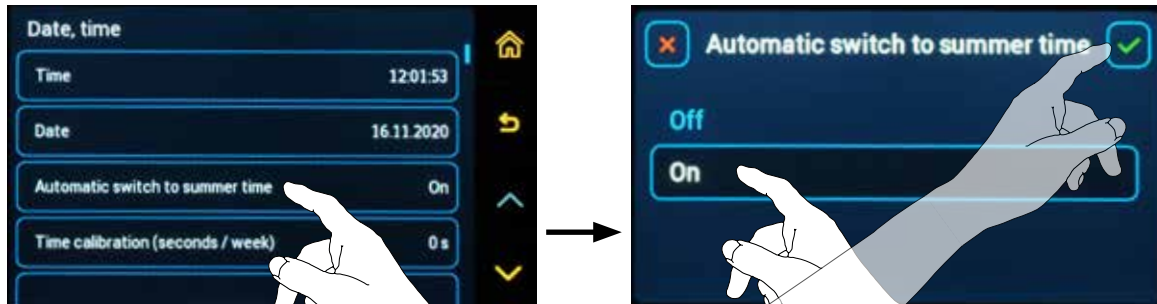 Date, time
Time 12:01:53
Date 16.11.2020
Automatic switch to summer time On
Time calibration (seconds / week) 0 s
Automatic switch to summer time
Off
On